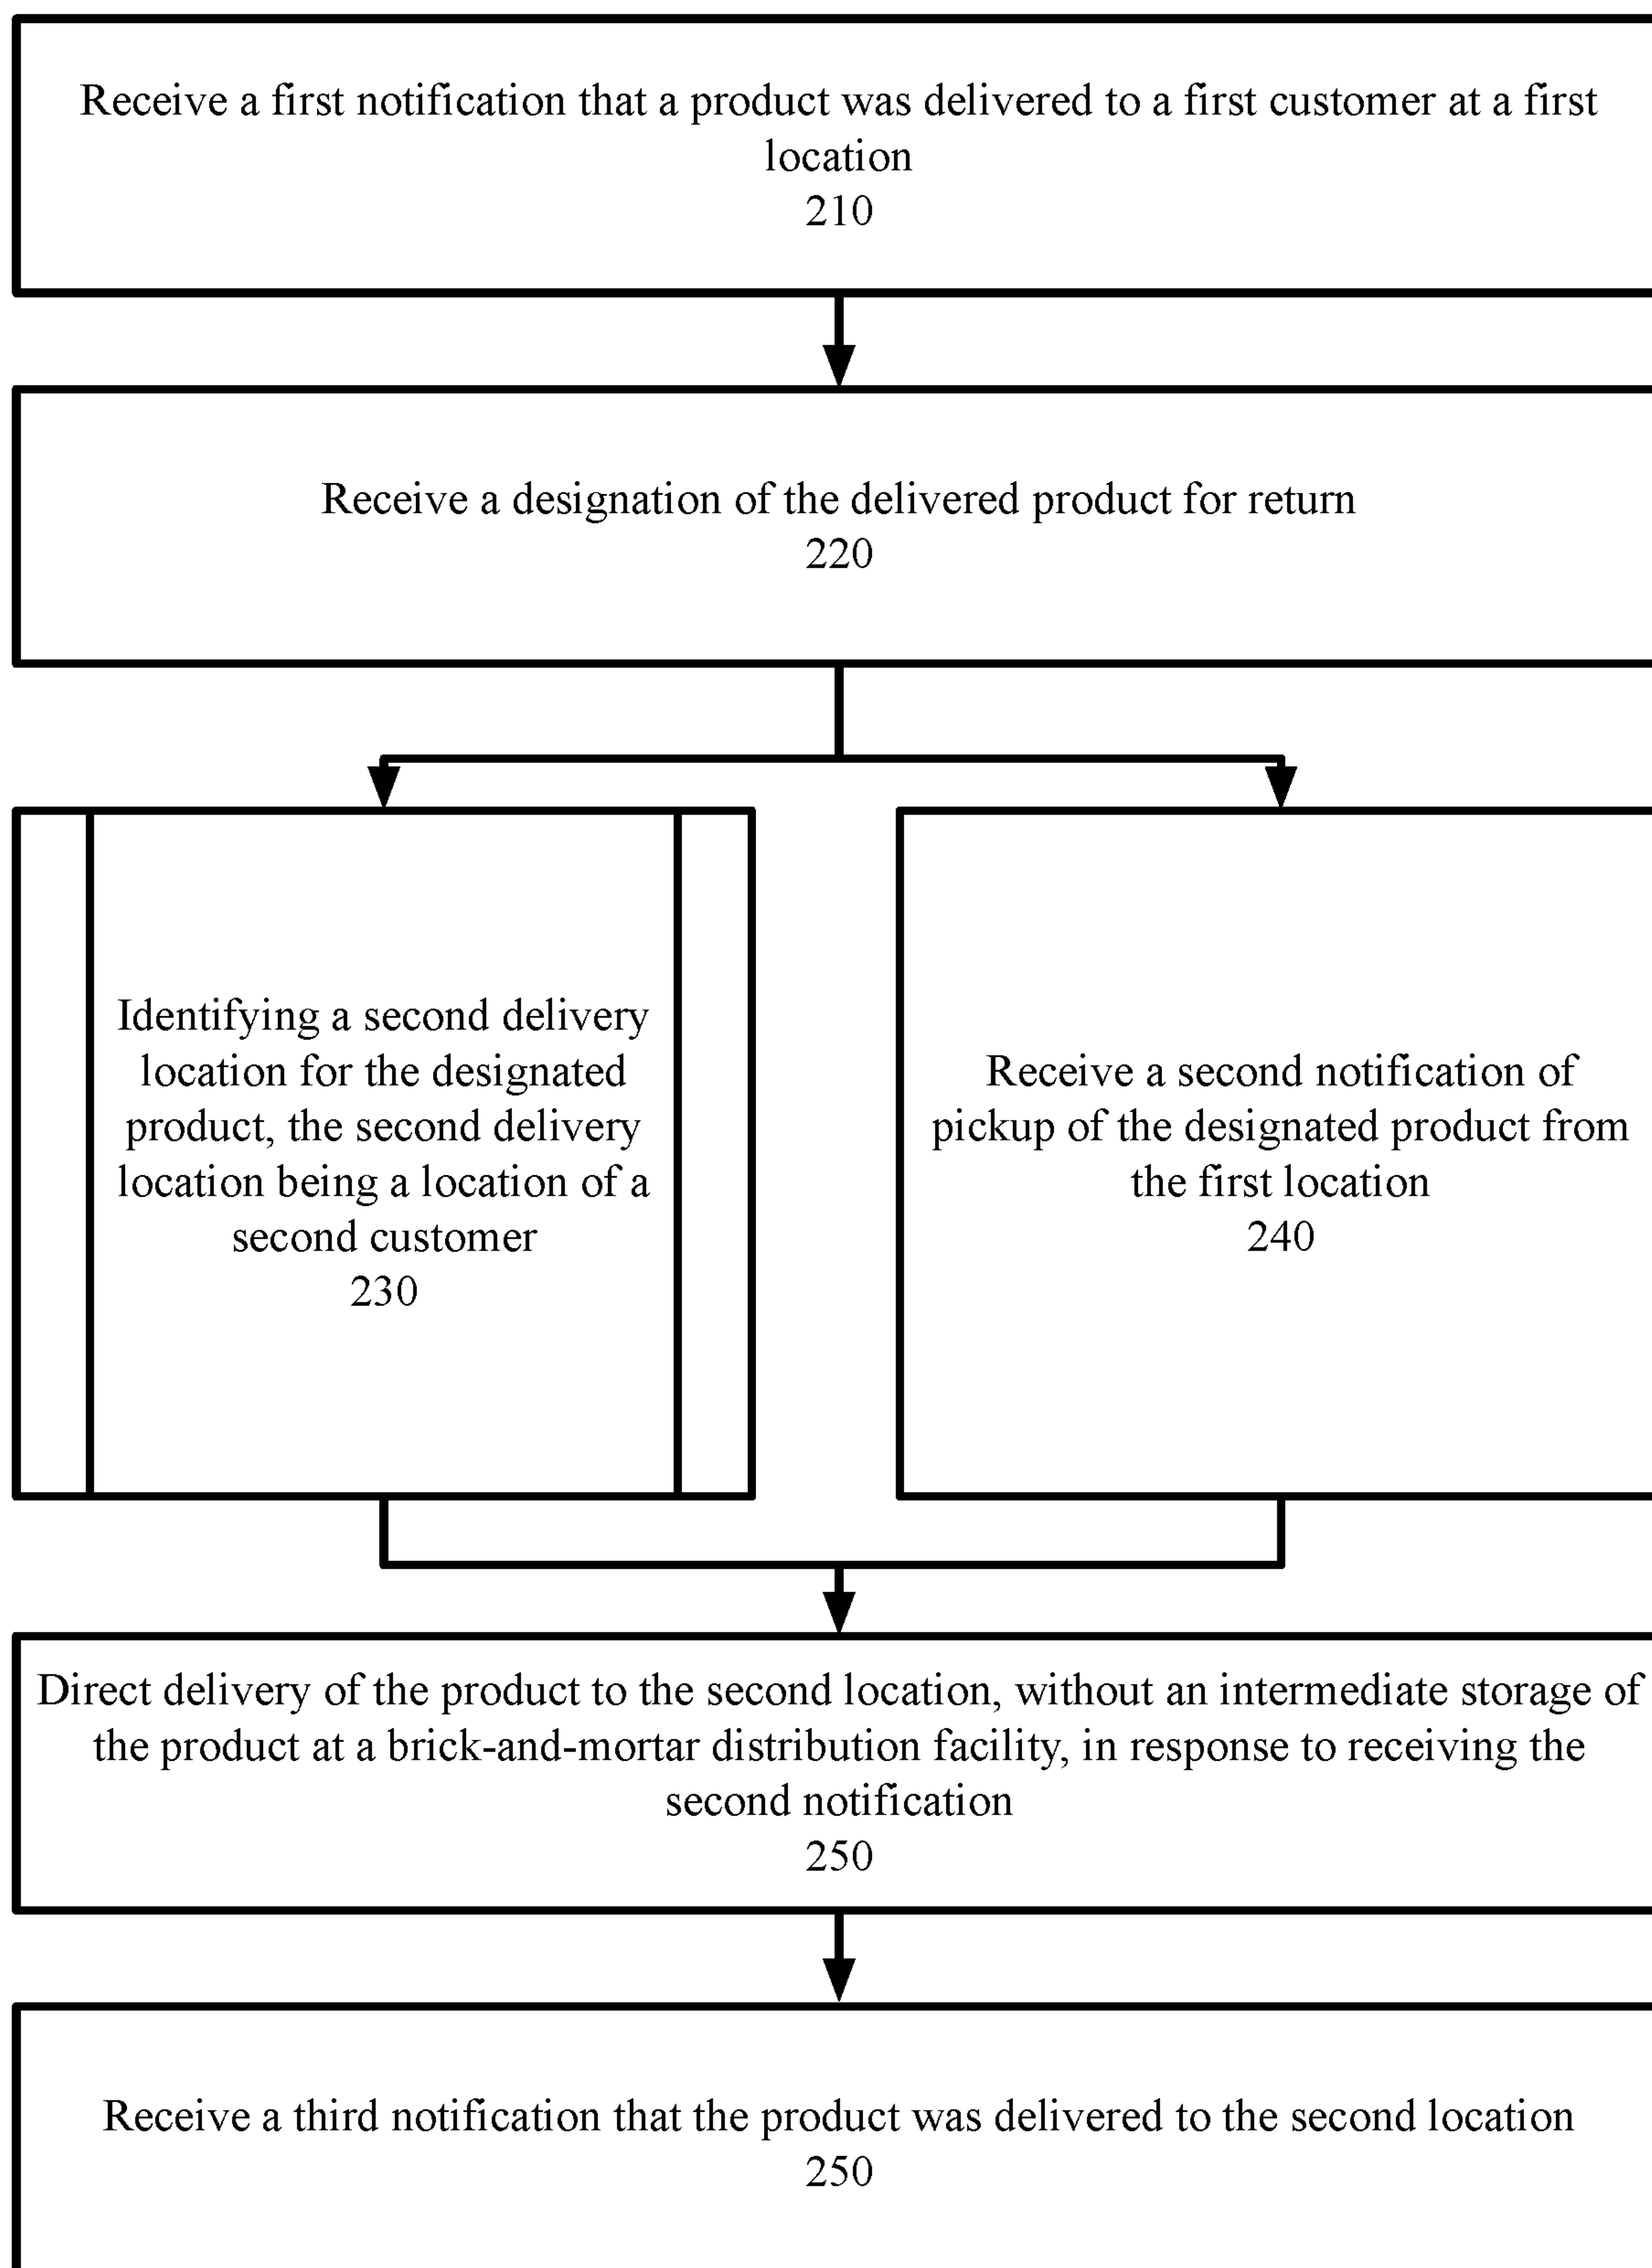 Receive a first notification that a product was delivered to a first customer at a first
location
210
Receive a designation of the delivered product for return
220
Identifying a second delivery
location for the designated
product, the second delivery
location being a location of a
second customer
230
Receive a second notification of
pickup of the designated product from
the first location
240
Direct delivery of the product to the second location, without an intermediate storage of
the product at a brick-and-mortar distribution facility, in response to receiving the
second notification
250
Receive a third notification that the product was delivered to the second location
250